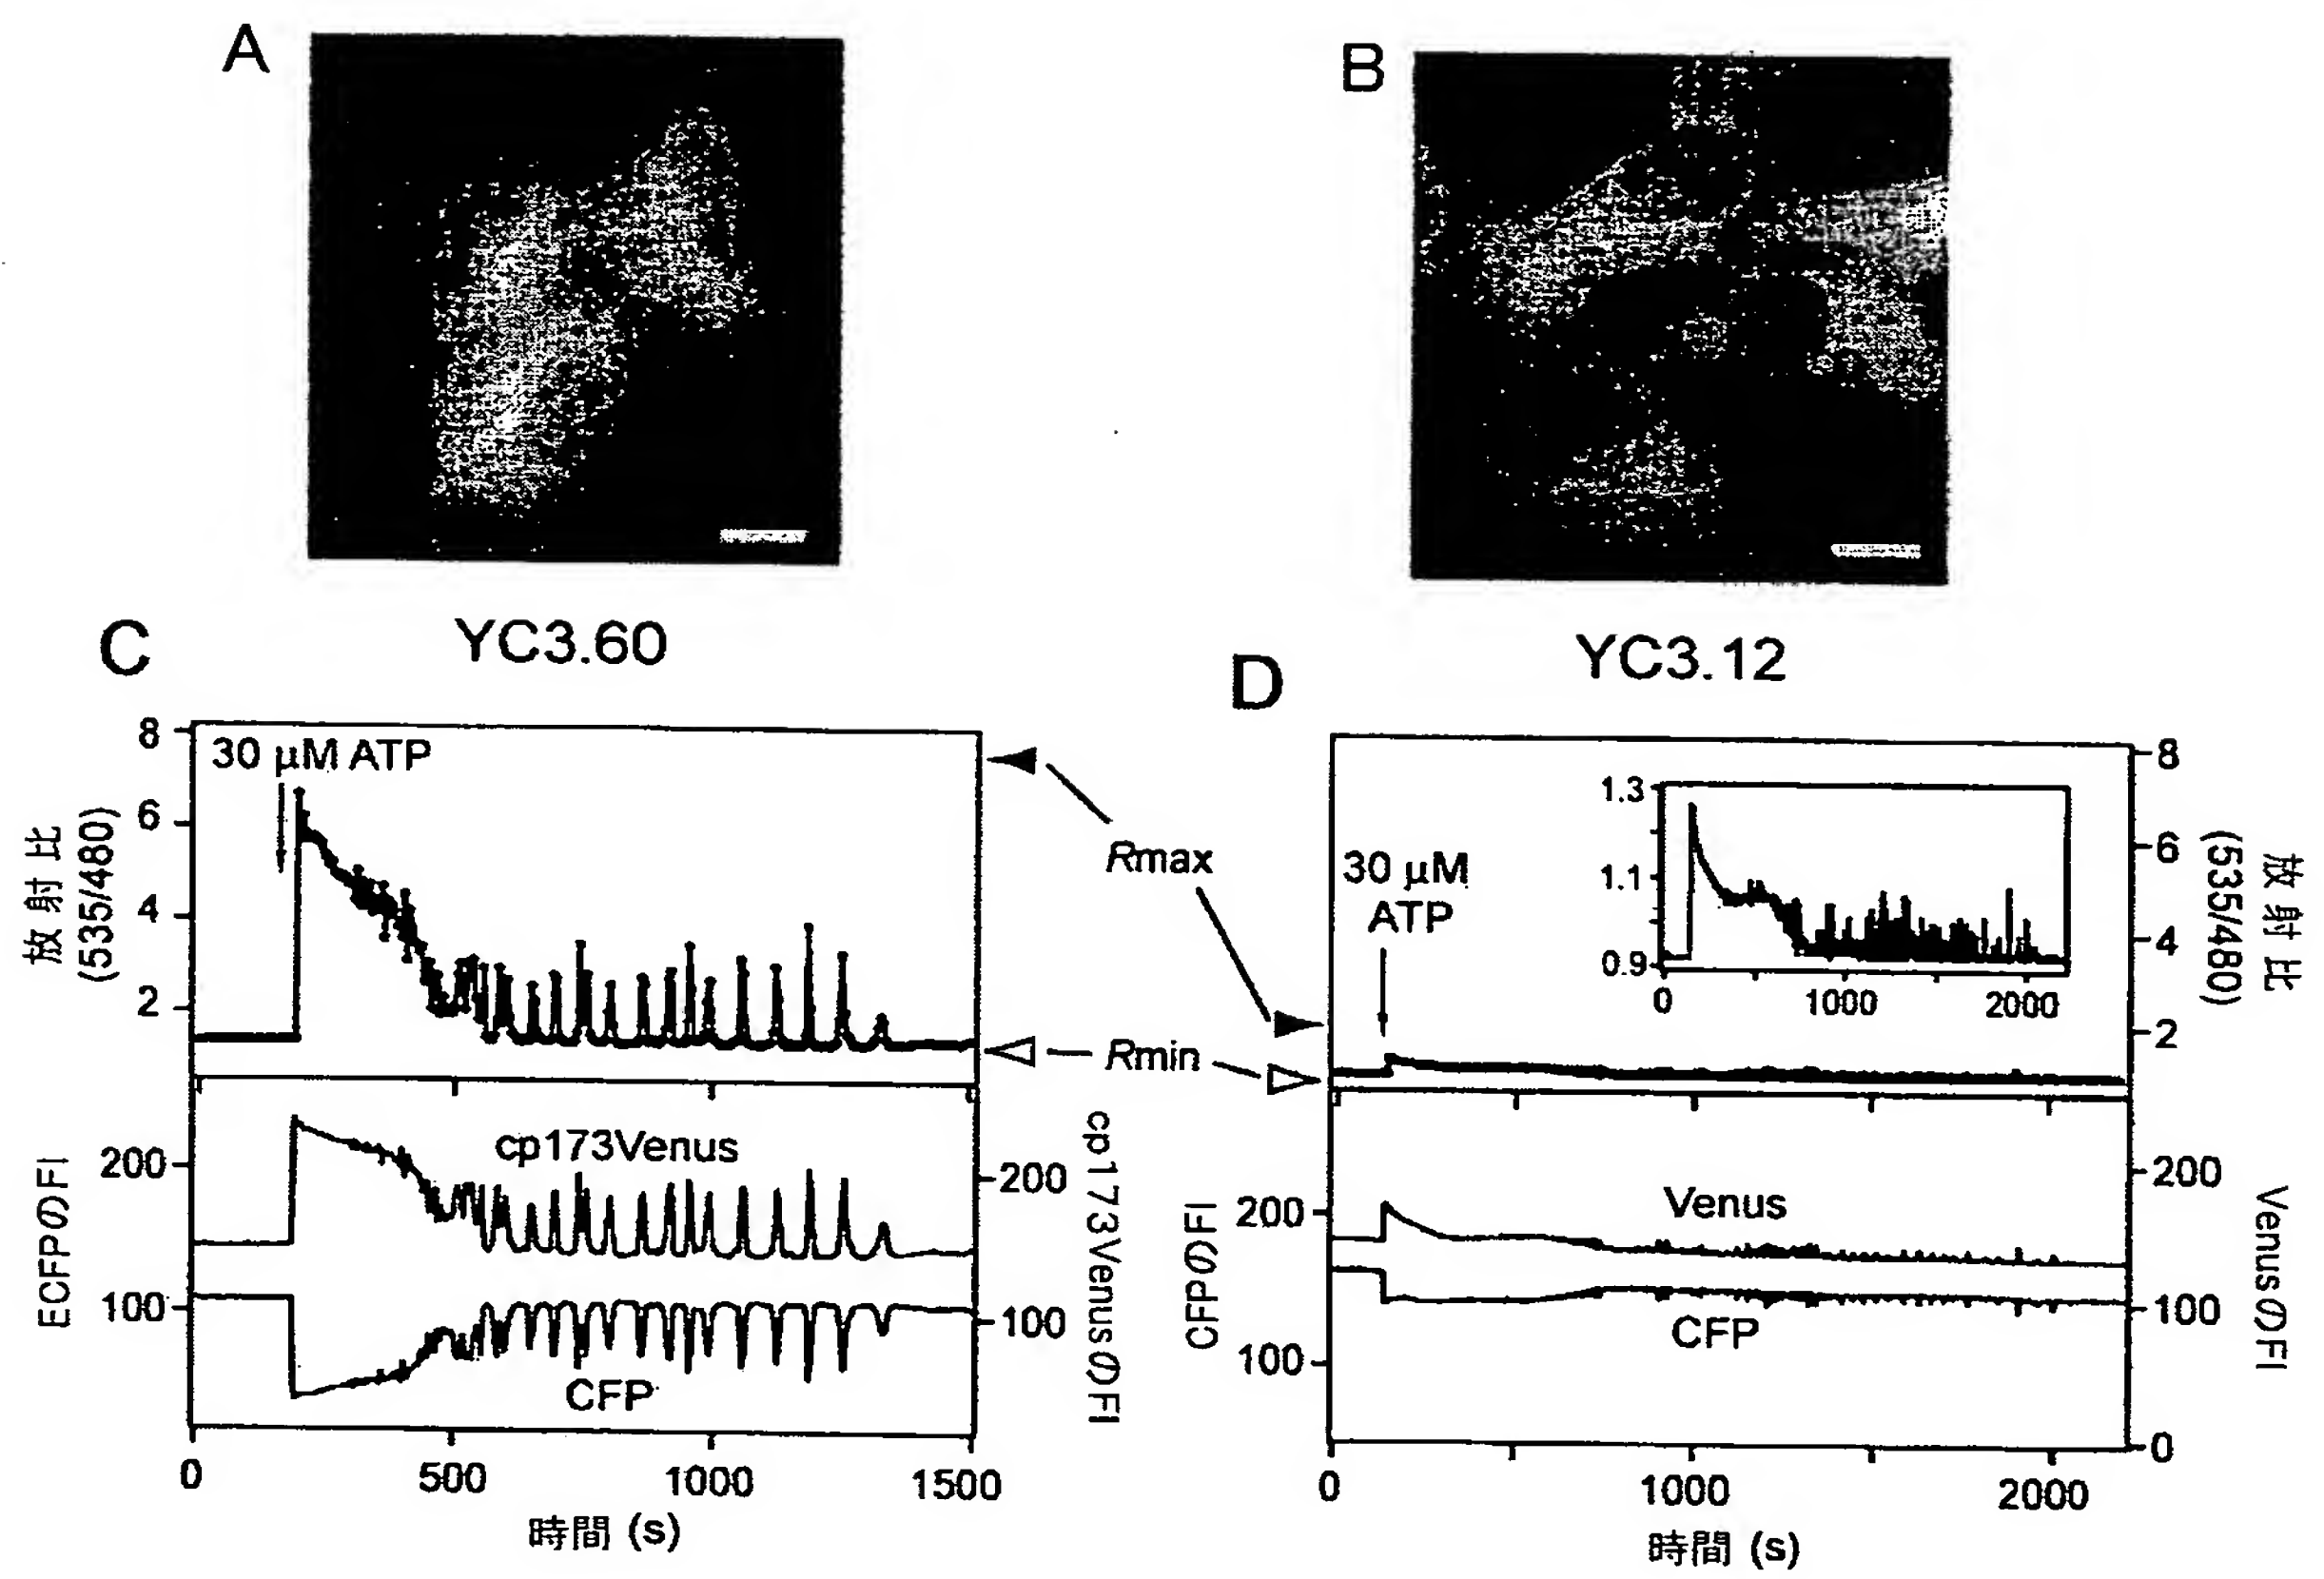 A
B
C
YC3.60
D
YC3.12
8
6
4
2
30 μM ATP
放射比
(535/480)
Rmax
Rmin
200
100
ECFPのFI
cp173Venus
CFP
200
100
cp173VenusのFI
0
500
1000
1500
時間 (s)
30 μM
ATP
1.3
1.1
0.9
0
1000
2000
8
6
4
2
放射比
(535/480)
200
100
CFPのFI
Venus
CFP
200
100
0
VenusのFI
0
1000
2000
時間 (s)